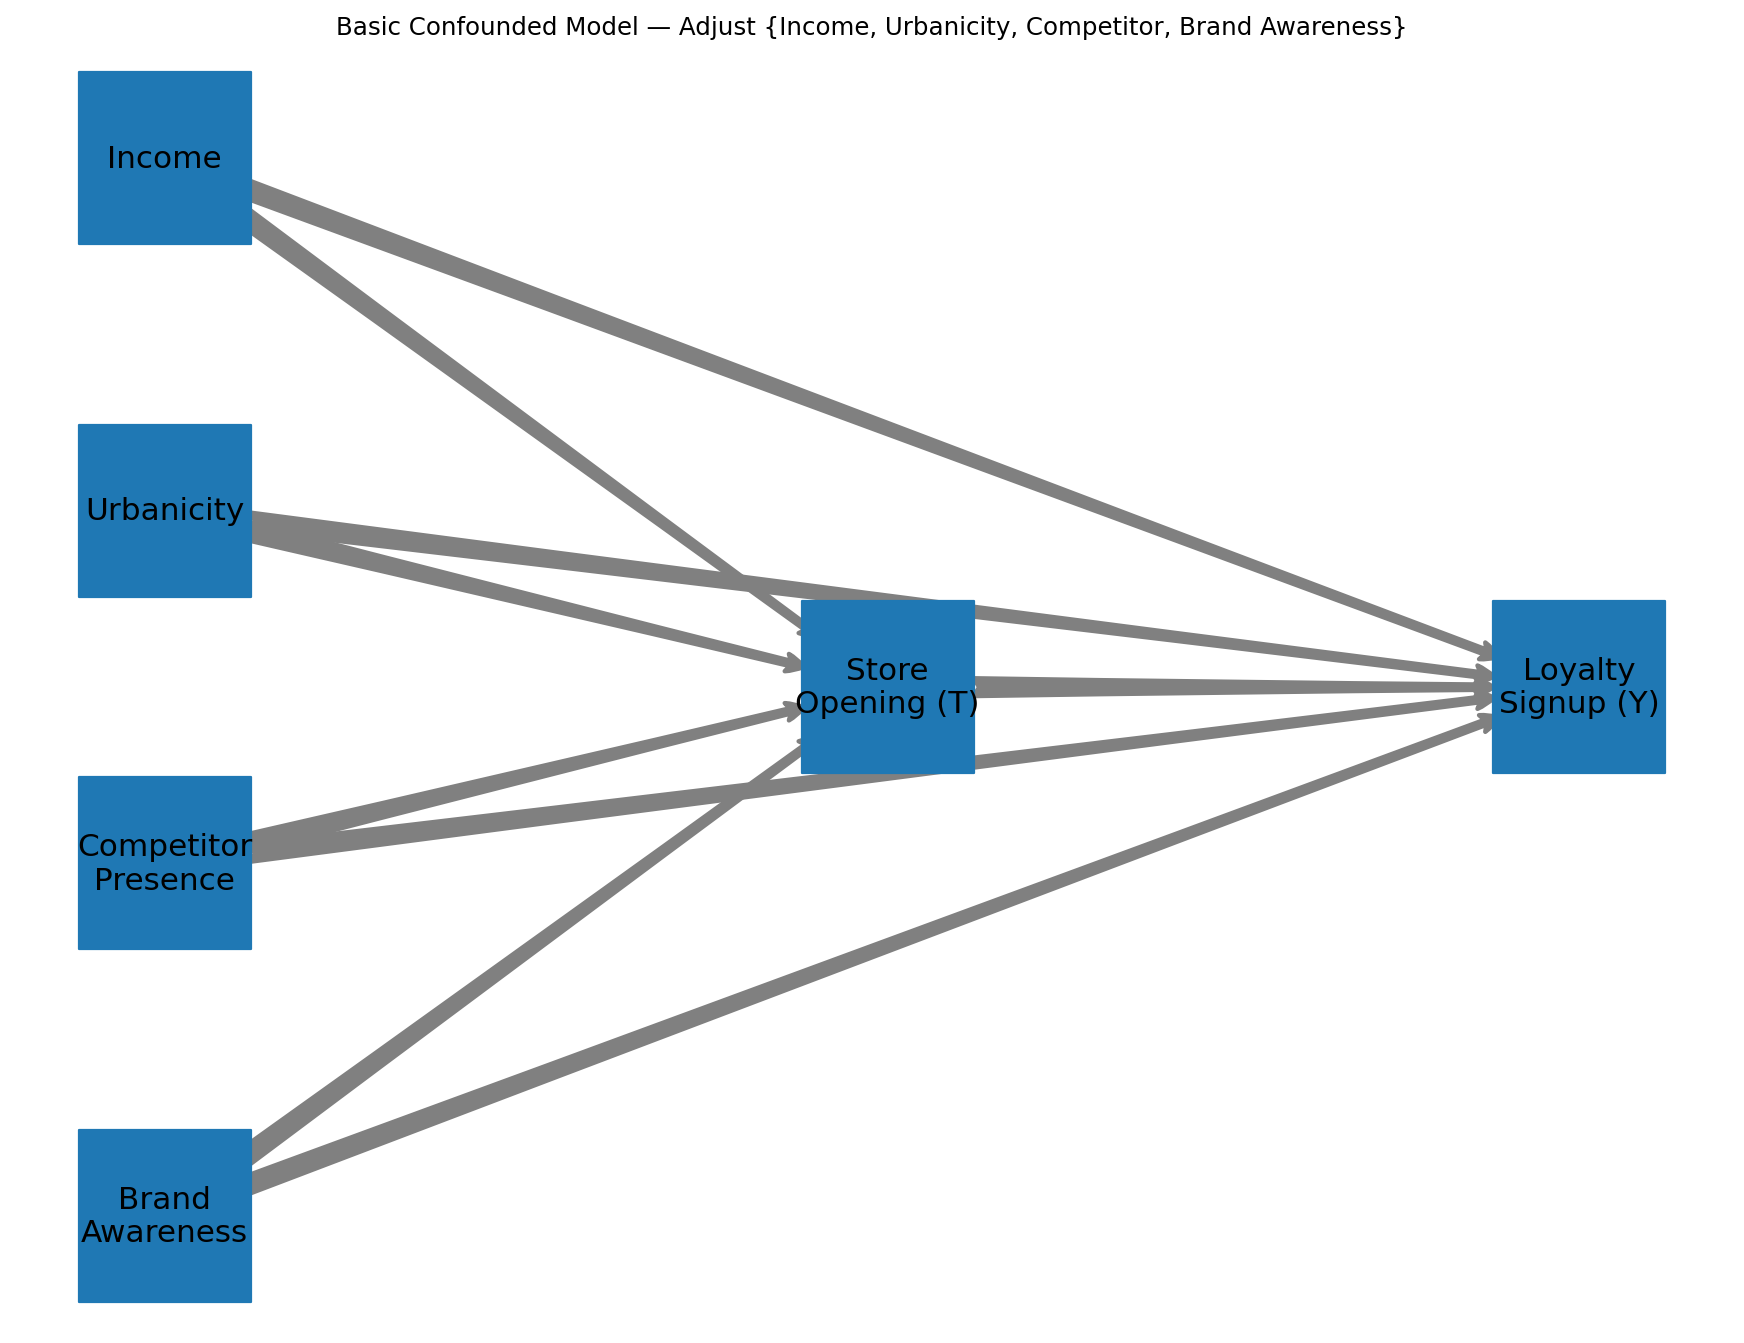 Basic Confounded Model — Adjust {Income, Urbanicity, Competitor, Brand Awareness}
Income
Urbanicity
Store
Opening (T)
Loyalty
Signup (Y)
Competitor
Presence
Brand
Awareness